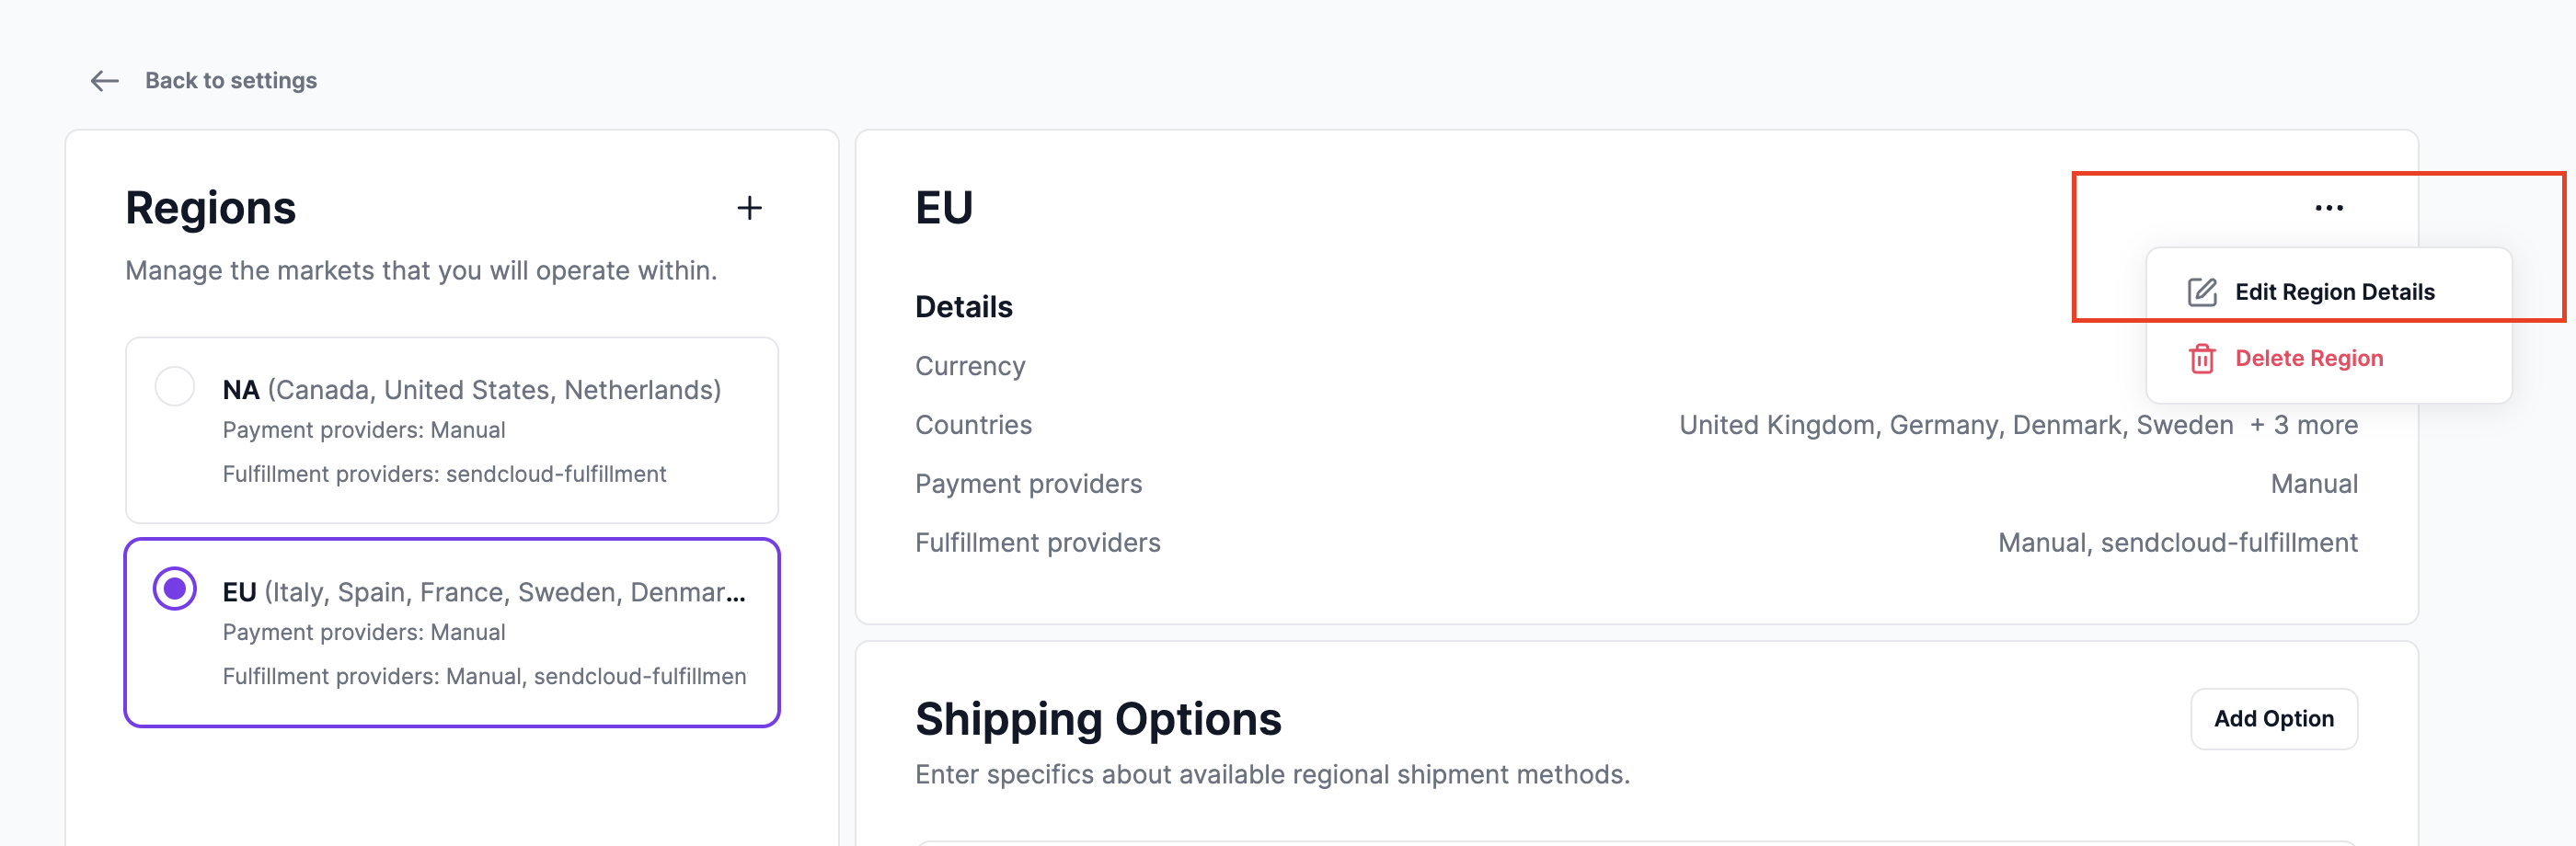 Back to settings
Regions
Manage the markets that you will operate within.
NA (Canada, United States, Netherlands)
Payment providers: Manual
Fulfillment providers: sendcloud-fulfillment
EU (Italy, Spain, France, Sweden, Denmar...
Payment providers: Manual
Fulfillment providers: Manual, sendcloud-fulfillmen
EU
Edit Region Details
Delete Region
Details
Currency
Countries United Kingdom, Germany, Denmark, Sweden + 3 more
Payment providers Manual
Fulfillment providers Manual, sendcloud-fulfillment
Shipping Options
Add Option
Enter specifics about available regional shipment methods.